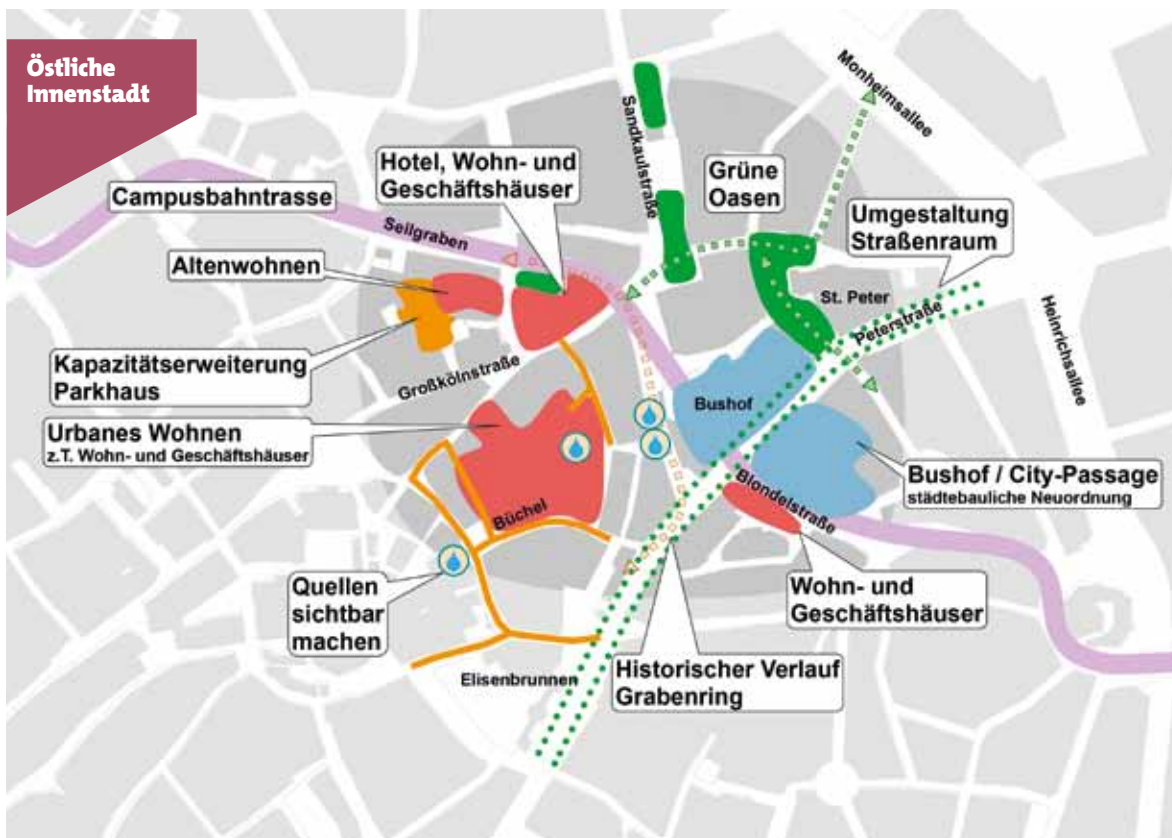 Östliche
Innenstadt
Monheimsallee
Sandkaulstraße
Hotel, Wohn- und
Geschäftshäuser
Grüne
Oasen
Campusbahntrasse
Umgestaltung
Straßenraum
Seilgraben
Altenwohnen
St. Peter
Peterstraße
Heinrichsallee
Kapazitätserweiterung
Parkhaus
Großkölnstraße
Bushof
Urbanes Wohnen
z.T. Wohn- und Geschäftshäuser
Bushof / City-Passage
städtebauliche Neuordnung
Blondelstraße
Büchel
Quellen
sichtbar
machen
Wohn- und
Geschäftshäuser
Historischer Verlauf
Grabenring
Elisenbrunnen